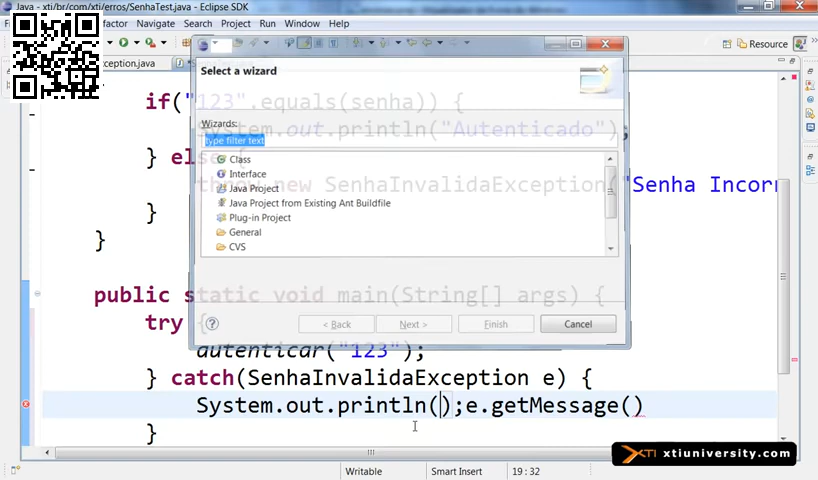 Java - xti/br/com/xti/erros/SenhaTest.java - Eclipse SDK
Refactor Navigate Search Project Run Window Help
Resource
Select a wizard
Wizards:
type filter text
Class
Interface
Java Project
Java Project from Existing Ant Buildfile
Plug-in Project
General
CVS
< Back
Next >
Finish
Cancel
if("123".equals(senha)) {
System.out.println("Autenticado");
} else {
throw new SenhaInvalidaException("Senha Incor
}
}
public static void main(String[] args) {
try {
autenticar("123");
} catch(SenhaInvalidaException e) {
System.out.println();e.getMessage()
}
Writable
Smart Insert
19 : 32
XTI xtiuniversity.com